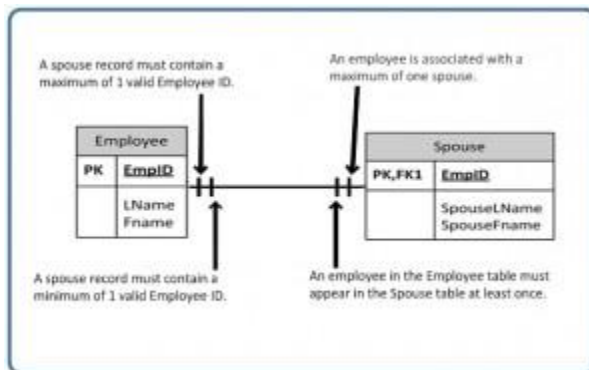 A spouse record must contain a
maximum of 1 valid Employee ID.
An employee is associated with a
maximum of one spouse.
Employee
PK EmpID
LName
Fname
Spouse
PK,FK1 EmpID
SpouseLName
SpouseFname
A spouse record must contain a
minimum of 1 valid Employee ID.
An employee in the Employee table must
appear in the Spouse table at least once.